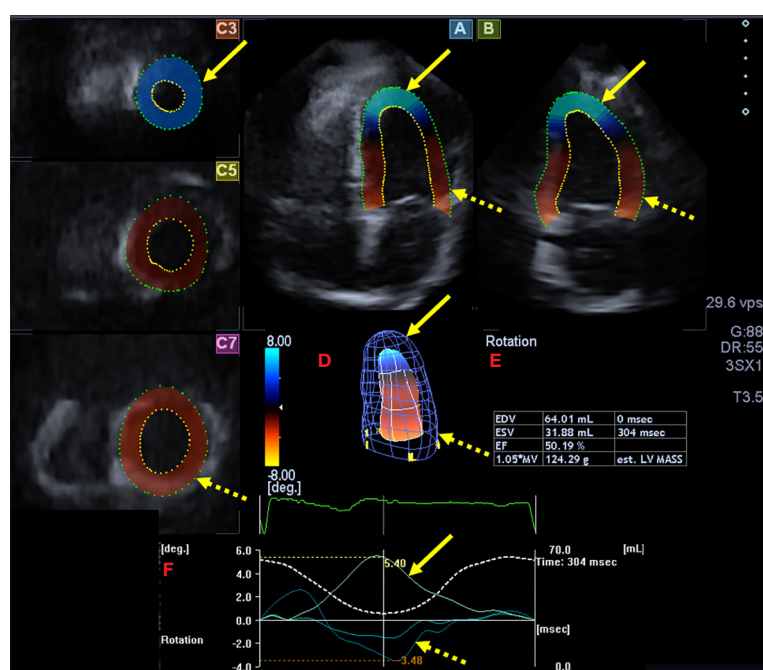 C3
A
B
C5
C7
29.6 vps
G:88
DR:55
3SX1
T3.5
8.00
D
E
Rotation
-8.00
[deg.]
EDV 64.01 mL 0 msec
ESV 31.88 mL 304 msec
EF 50.19 %
1.05*MV 124.29 g est. LV MASS
[deg.]
F
6.0
4.0
2.0
0.0
-2.0
-4.0
Rotation
5.40
-3.48
70.0 [mL]
Time: 304 msec
[msec]
0.0